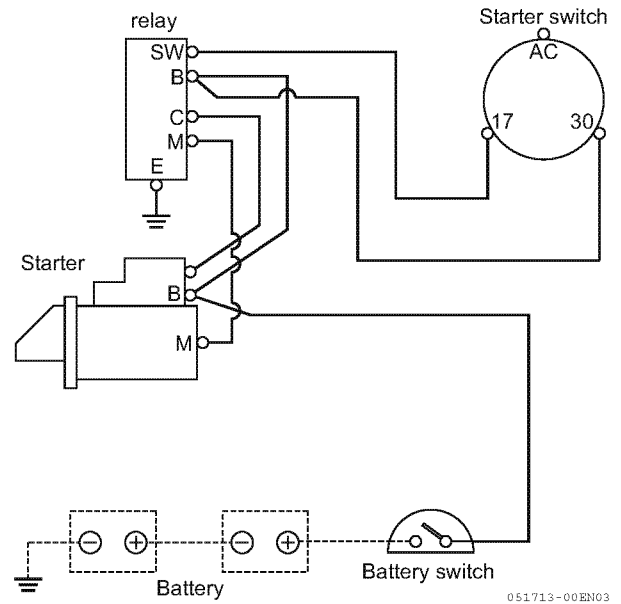 relay
Starter switch
SW
B
C
M
E
AC
17
30
Starter
B
M
Battery
Battery switch
051713-00EN03